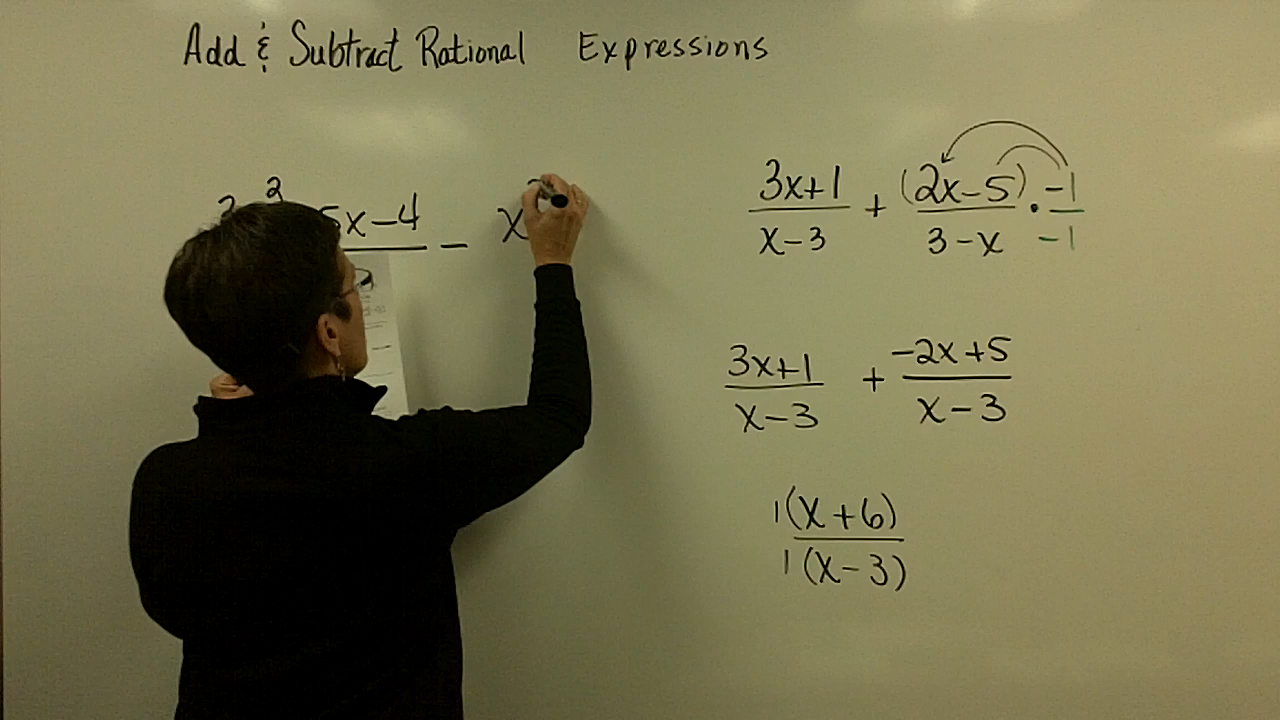 Add & Subtract Rational Expressions
2 5x-4 - x
3x+1 + (2x-5) · -1
x-3 3-x -1
3x+1 + -2x+5
x-3 x-3
1(x+6)
1(x-3)